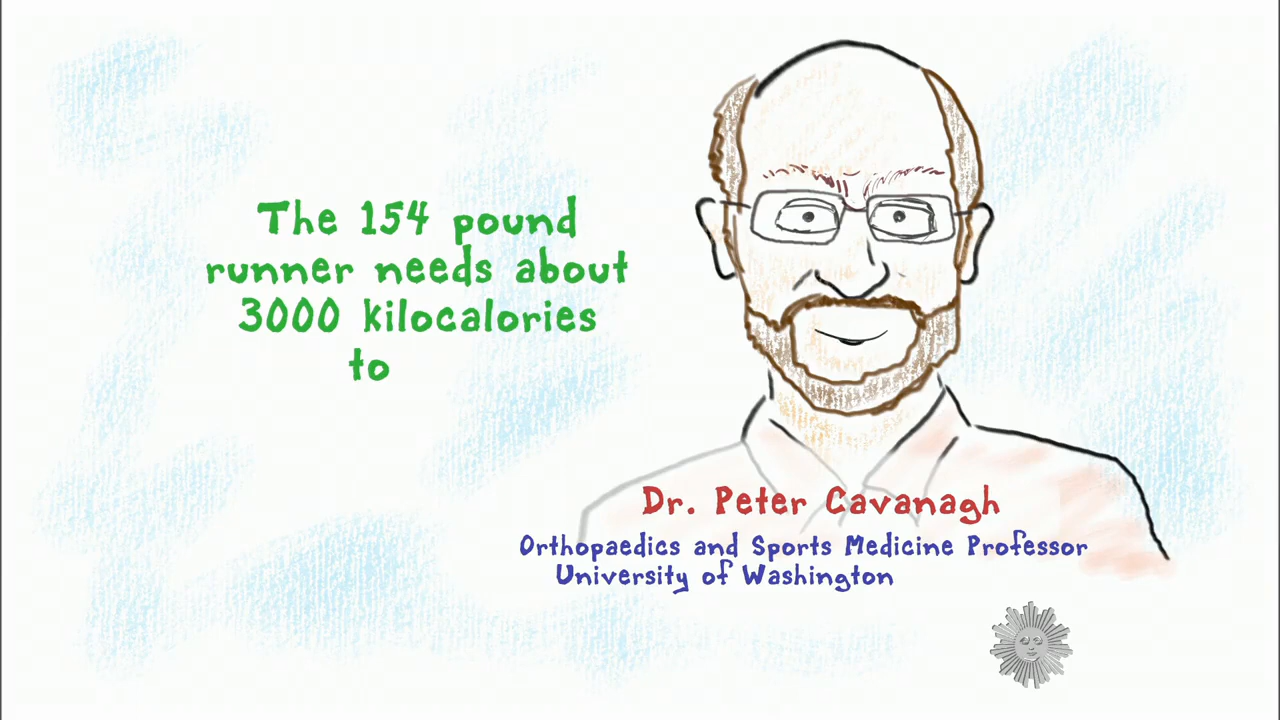 The 154 pound
runner needs about
3000 kilocalories
to
Dr. Peter Cavanagh
Orthopaedics and Sports Medicine Professor
University of Washington